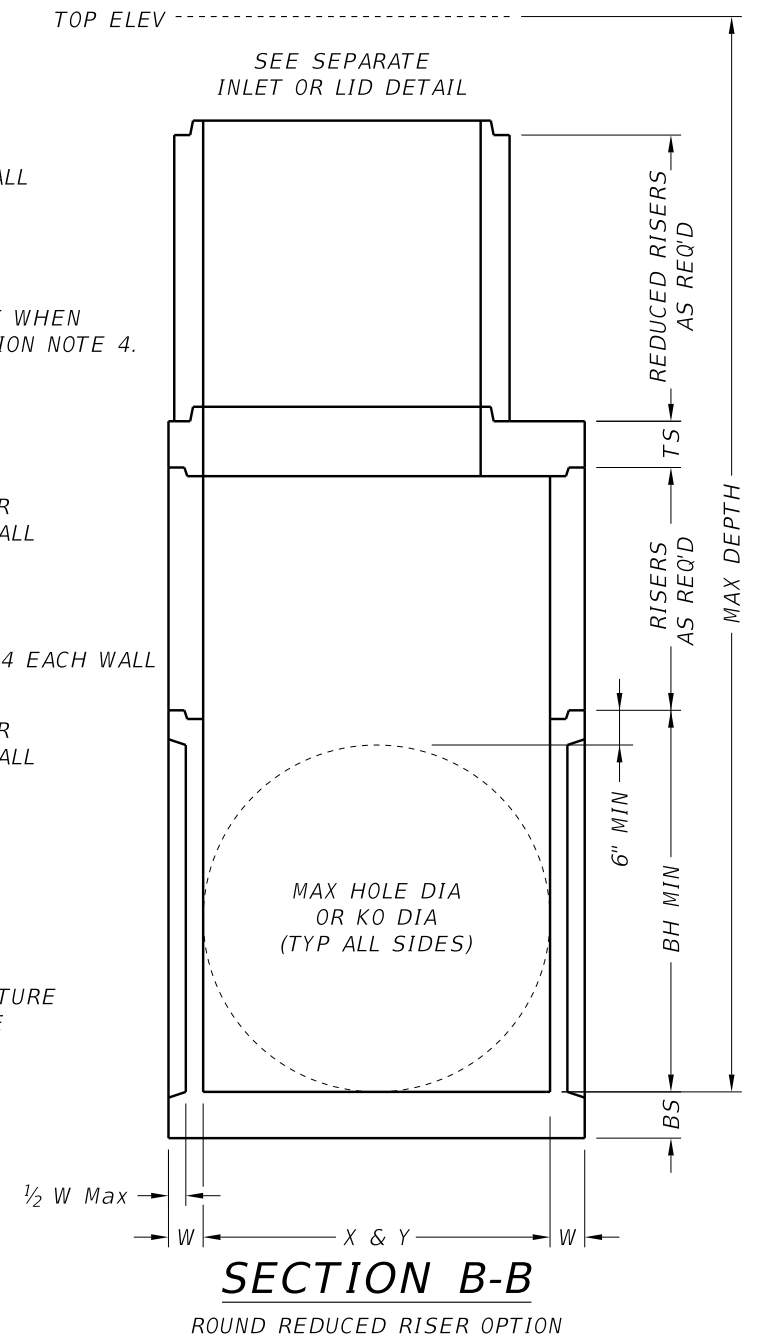 TOP ELEV
SEE SEPARATE
INLET OR LID DETAIL
ALL
WHEN
ION NOTE 4.
R
ALL
4 EACH WALL
R
ALL
TURE
E
REDUCED RISERS
AS REQ'D
TS
RISERS
AS REQ'D
MAX DEPTH
6" MIN
BH MIN
BS
MAX HOLE DIA
OR KO DIA
(TYP ALL SIDES)
½ W Max
W
X & Y
W
SECTION B-B
ROUND REDUCED RISER OPTION